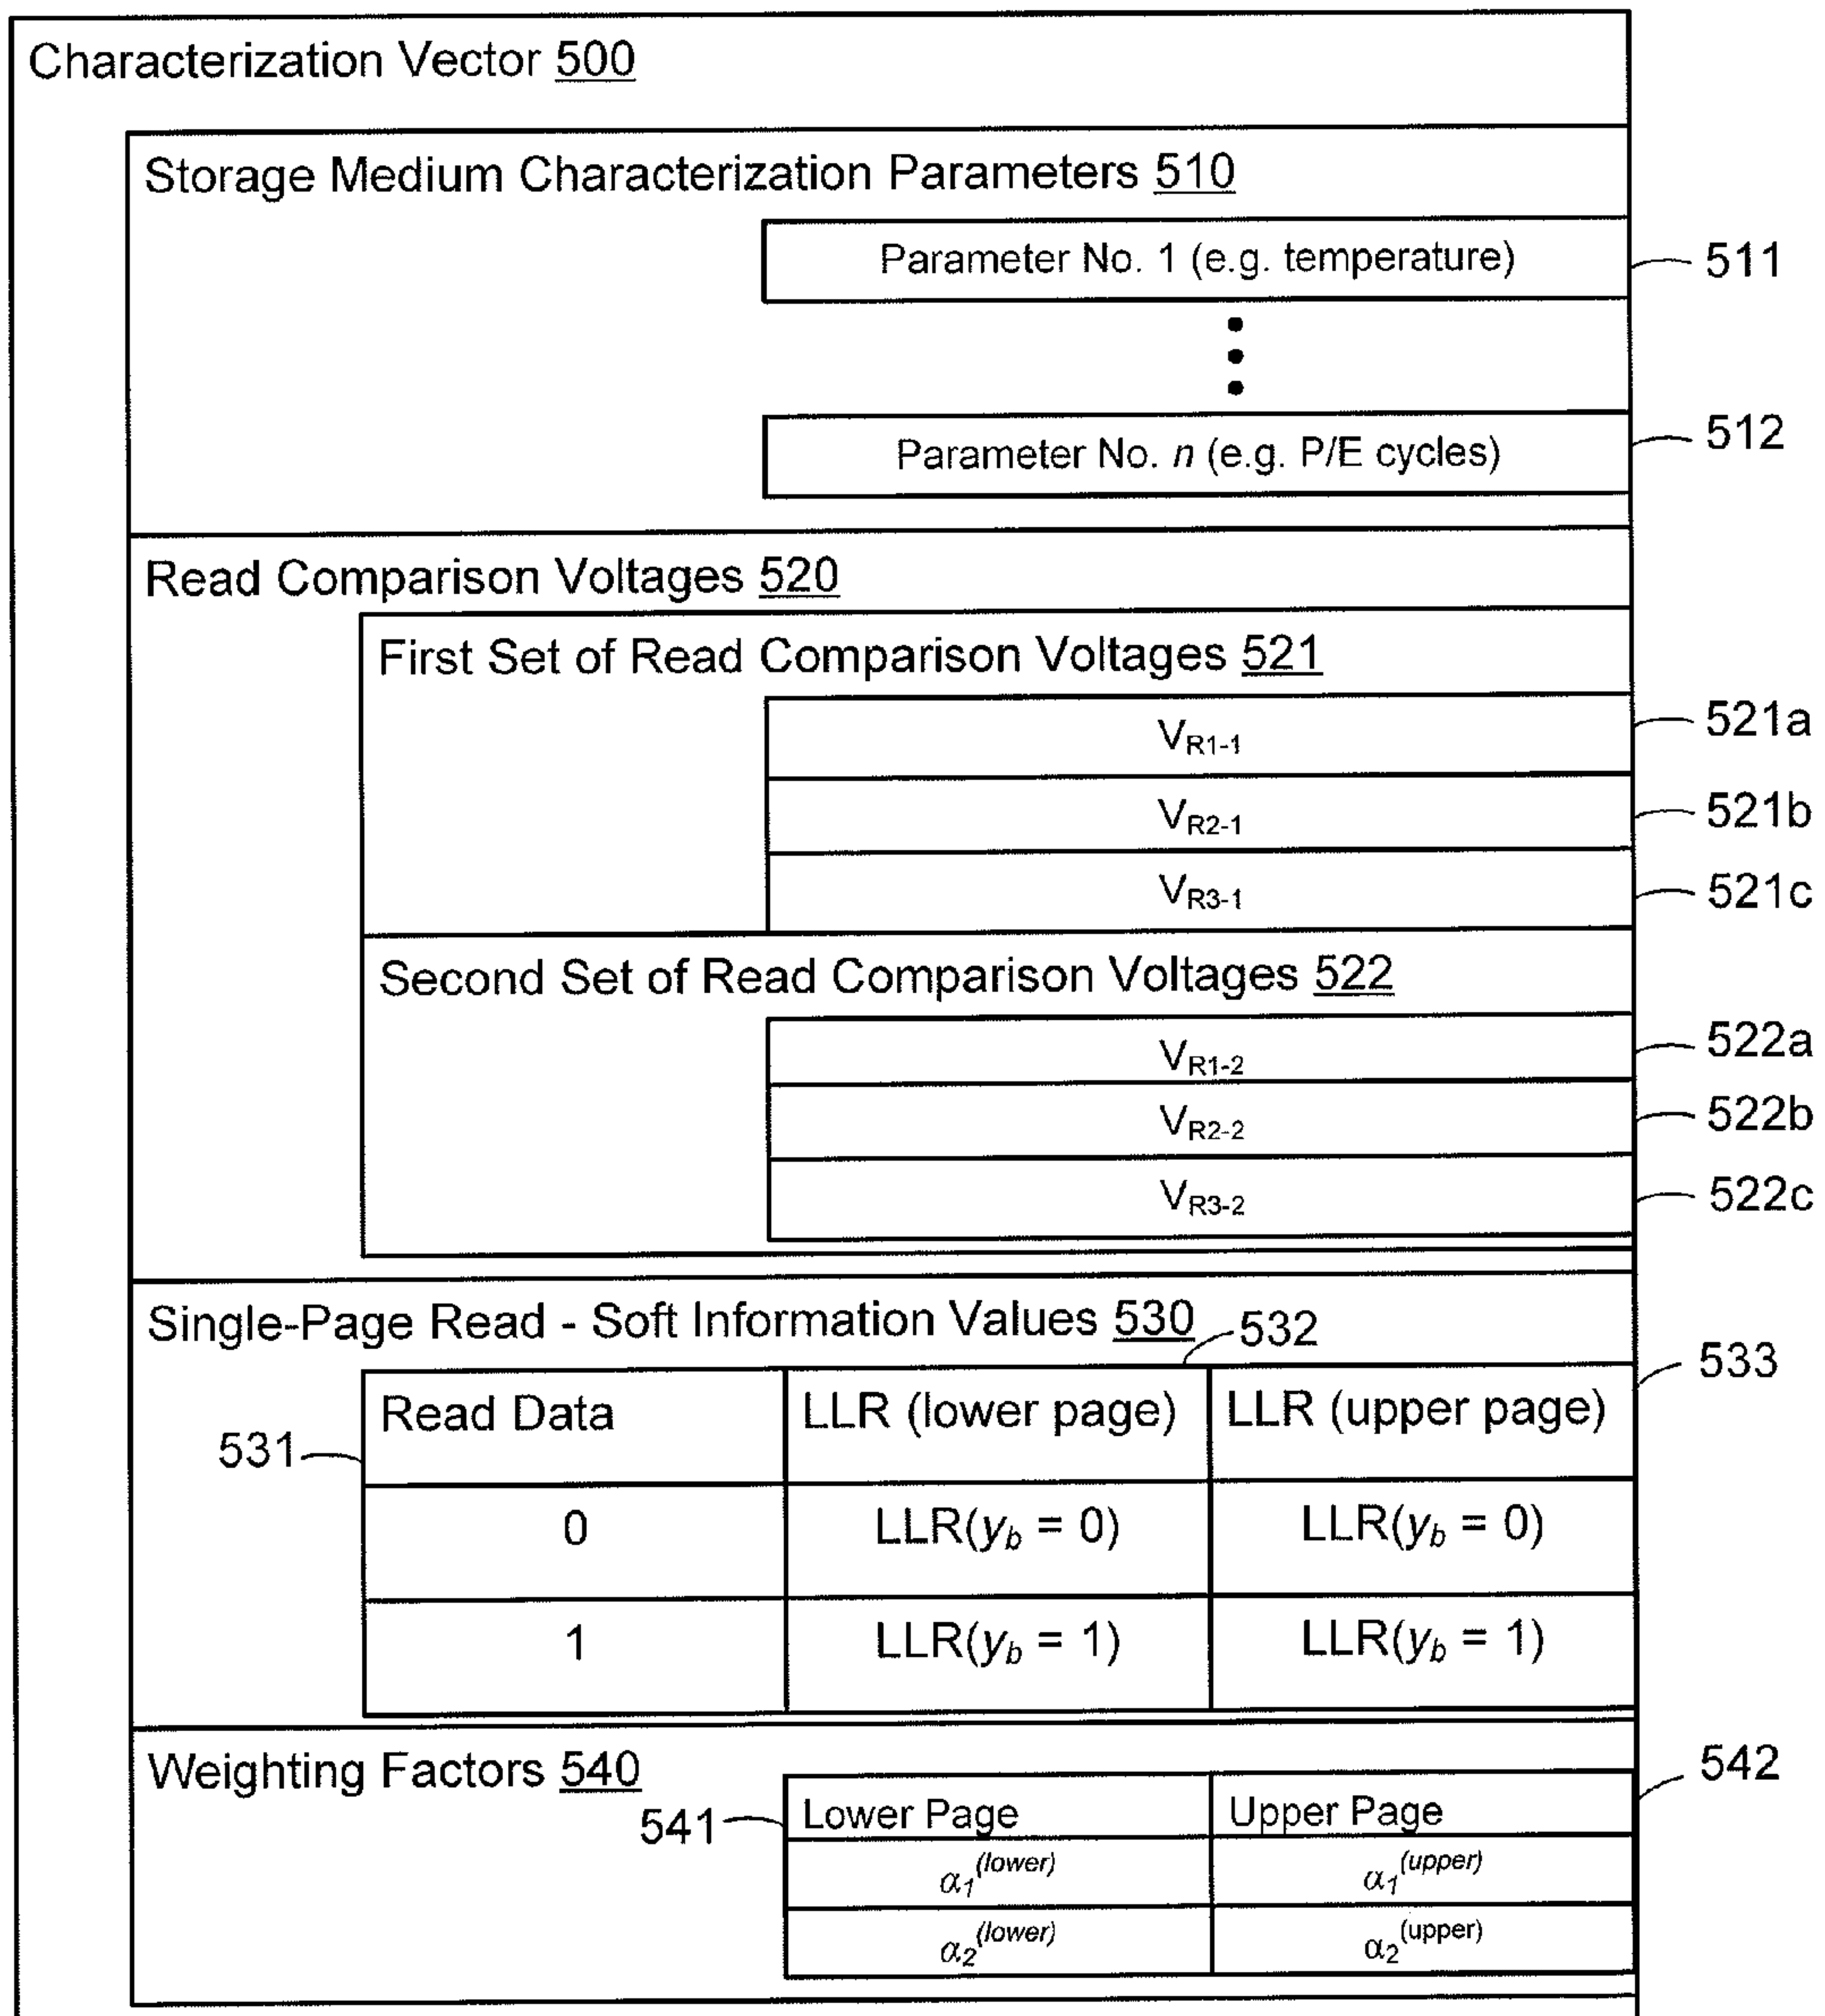 Characterization Vector 500
Storage Medium Characterization Parameters 510
Parameter No. 1 (e.g. temperature)
511
Parameter No. n (e.g. P/E cycles)
512
Read Comparison Voltages 520
First Set of Read Comparison Voltages 521
VR1-1
521a
VR2-1
521b
VR3-1
521c
Second Set of Read Comparison Voltages 522
VR1-2
522a
VR2-2
522b
VR3-2
522c
Single-Page Read - Soft Information Values 530
532
533
531
Read Data LLR (lower page) LLR (upper page)
0 LLR(yb = 0) LLR(yb = 0)
1 LLR(yb = 1) LLR(yb = 1)
Weighting Factors 540
541
542
Lower Page Upper Page
α1(lower) α1(upper)
α2(lower) α2(upper)